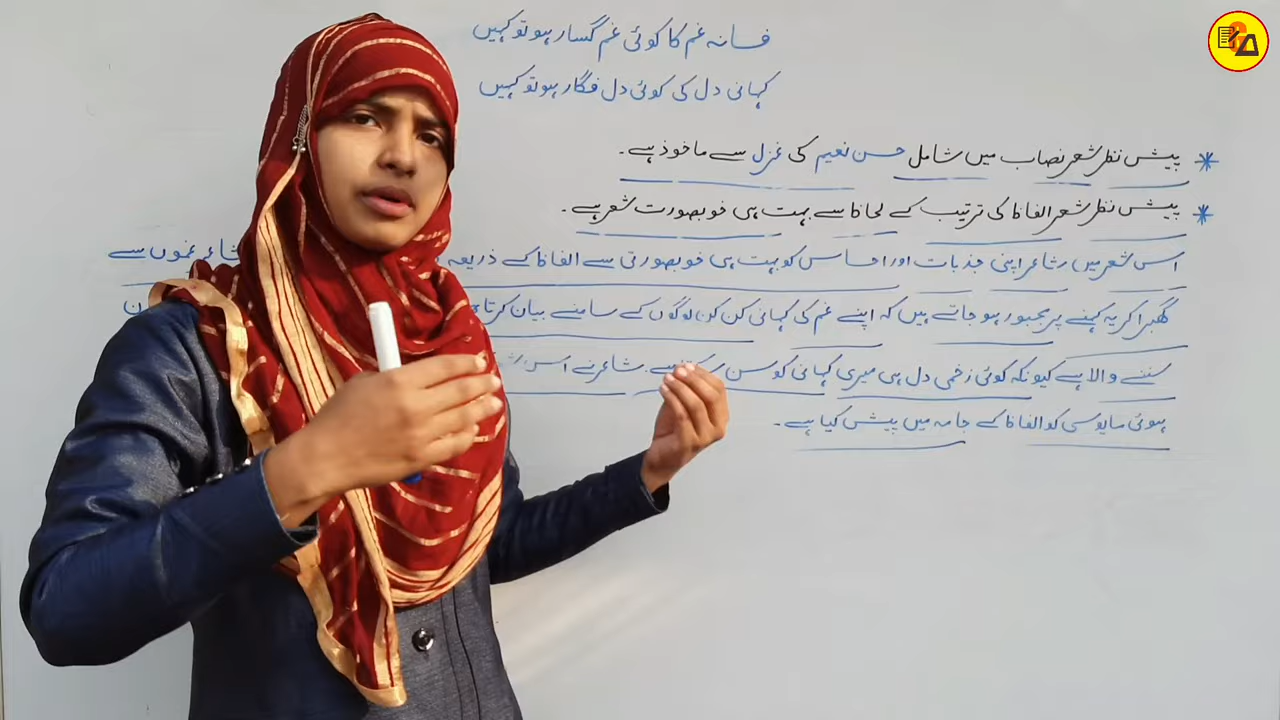 فسانہ غم کا کوئی غم گسار ہو تو کہیں
کہانی دل کی کوئی دل فگار ہو تو کہیں
پیش نظر شعر نصاب میں شامل حسن نعیم کی غزل سے ماخوذ ہے۔
پیش نظر شعر الفاظ کی ترتیب کے لحاظ سے بہت ہی خوبصورت شعر ہے۔
اس شعر میں شاعر اپنی جذبات اور احساس کو بہت ہی خوبصورتی سے الفاظ کے ذریعہ شاعر غموں سے
گھبرا کر یہ کہنے پر مجبور ہو جاتے ہیں کہ اپنے غم کی کہانی کن کن لوگوں کے سامنے بیان کرتا
سننے والا ہے کیونکہ کوئی زخمی دل ہی میری کہانی کو سن سکتا ہے۔ شاعر نے اس
ہوئی مایوسی کو الفاظ کے جامہ میں پیش کیا ہے۔